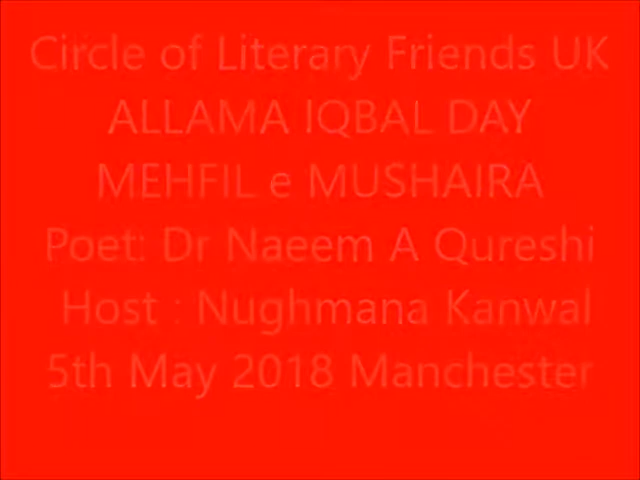 Circle of Literary Friends UK
ALLAMA IQBAL DAY
MEHFIL e MUSHAIRA
Poet: Dr Naeem A Qureshi
Host : Nughmana Kanwal
5th May 2018 Manchester